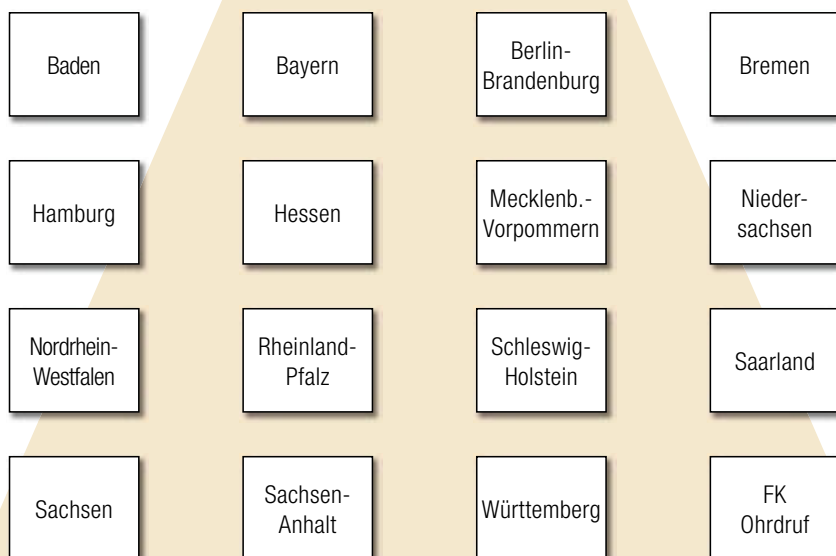 Baden
Bayern
Berlin-
Brandenburg
Bremen
Hamburg
Hessen
Mecklenb.-
Vorpommern
Nieder-
sachsen
Nordrhein-
Westfalen
Rheinland-
Pfalz
Schleswig-
Holstein
Saarland
Sachsen
Sachsen-
Anhalt
Württemberg
FK
Ohrdruf